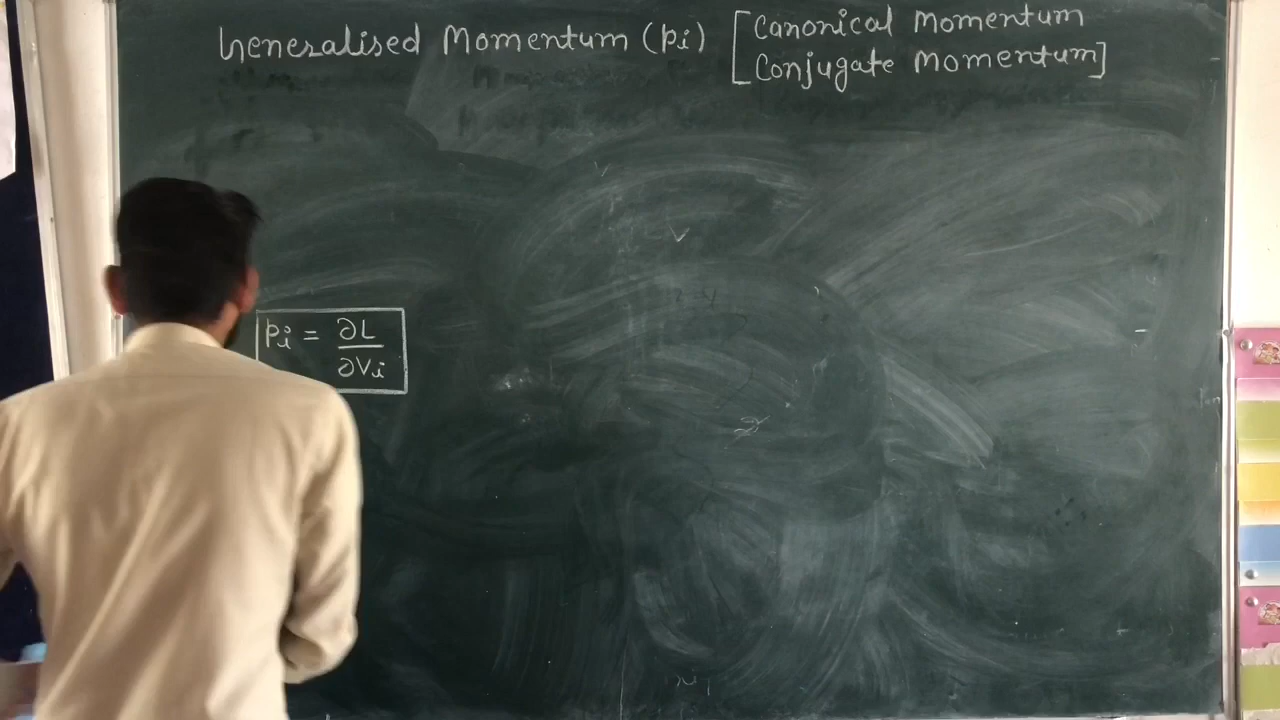 Generalised Momentum (pi) [Canonical Momentum
Conjugate Momentum]
pi = ∂L
∂Vi